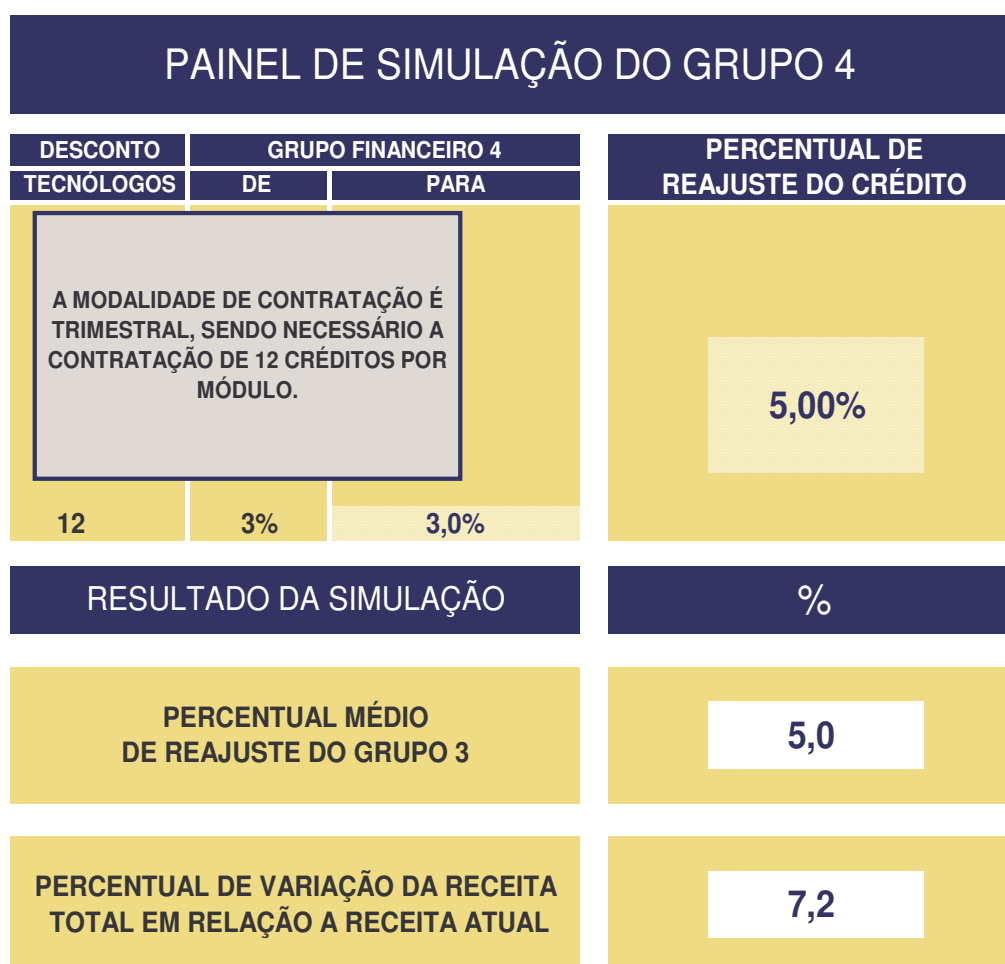 PAINEL DE SIMULAÇÃO DO GRUPO 4
DESCONTO
TECNÓLOGOS
GRUPO FINANCEIRO 4
DE
PARA
PERCENTUAL DE
REAJUSTE DO CRÉDITO
A MODALIDADE DE CONTRATAÇÃO É
TRIMESTRAL, SENDO NECESSÁRIO A
CONTRATAÇÃO DE 12 CRÉDITOS POR
MÓDULO.
5,00%
12
3%
3,0%
RESULTADO DA SIMULAÇÃO
%
PERCENTUAL MÉDIO
DE REAJUSTE DO GRUPO 3
5,0
PERCENTUAL DE VARIAÇÃO DA RECEITA
TOTAL EM RELAÇÃO A RECEITA ATUAL
7,2